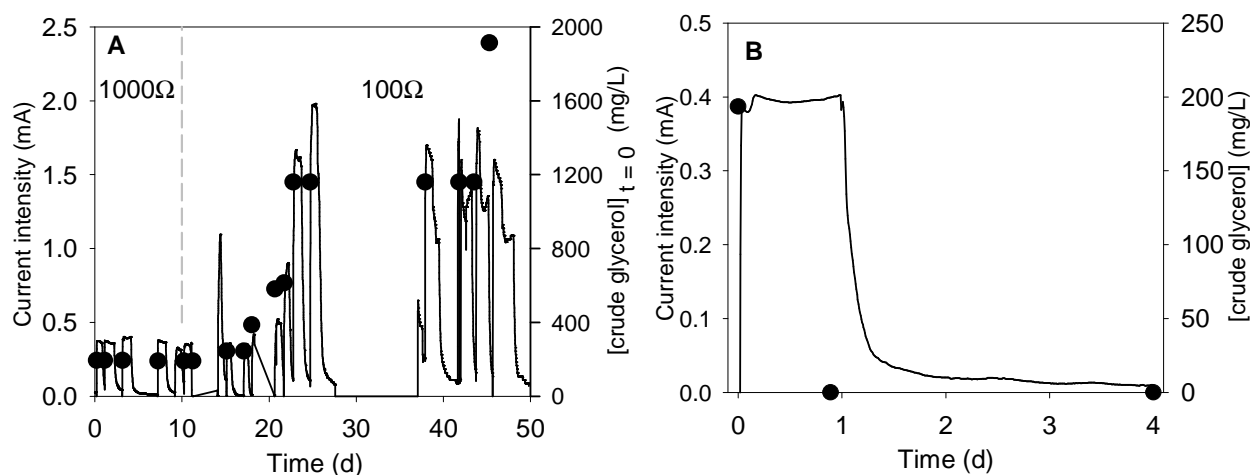 A
1000Ω
100Ω
Current intensity (mA)
2.5
2.0
1.5
1.0
0.5
0.0
2000
1600
1200
800
400
0
[crude glycerol]t = 0 (mg/L)
0 10 20 30 40 50
Time (d)
B
Current intensity (mA)
0.5
0.4
0.3
0.2
0.1
0.0
250
200
150
100
50
0
[crude glycerol] (mg/L)
0 1 2 3 4
Time (d)